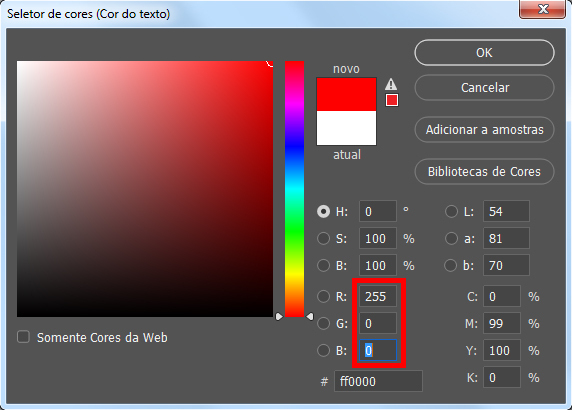 Seletor de cores (Cor do texto)
novo
atual
OK
Cancelar
Adicionar a amostras
Bibliotecas de Cores
H: 0 °
S: 100 %
B: 100 %
R: 255
G: 0
B: 0
# ff0000
L: 54
a: 81
b: 70
C: 0 %
M: 99 %
Y: 100 %
K: 0 %
Somente Cores da Web